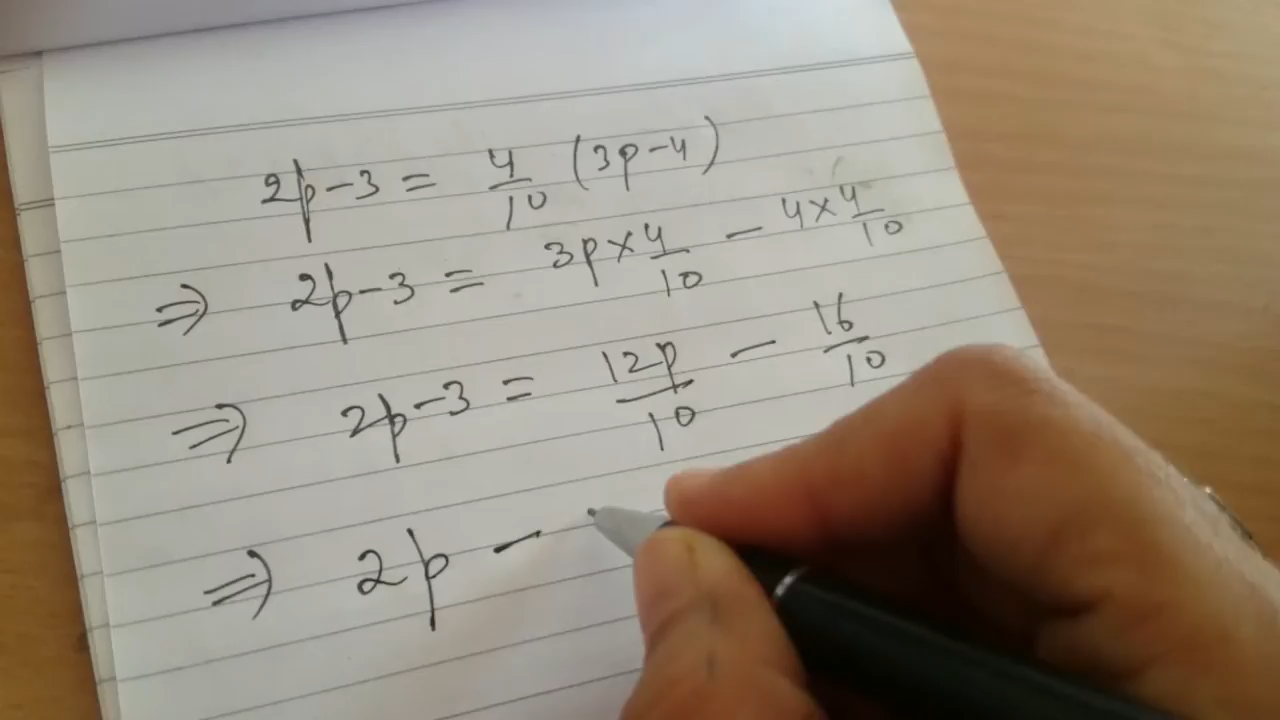 2p-3 = 4/10 (3p-4)
⇒ 2p-3 = 3p×4/10 - 4×4/10
⇒ 2p-3 = 12p/10 - 16/10
⇒ 2p -